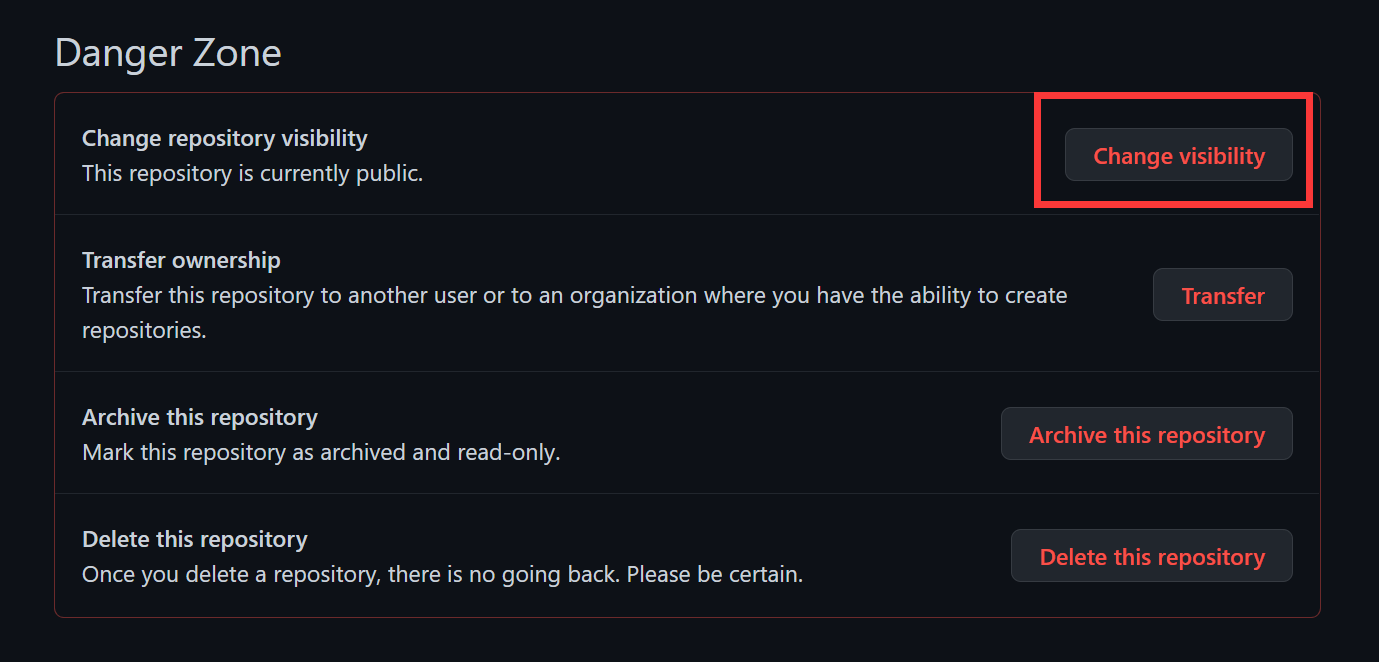 Danger Zone
Change repository visibility
This repository is currently public.
Change visibility
Transfer ownership
Transfer this repository to another user or to an organization where you have the ability to create
repositories.
Transfer
Archive this repository
Mark this repository as archived and read-only.
Archive this repository
Delete this repository
Once you delete a repository, there is no going back. Please be certain.
Delete this repository